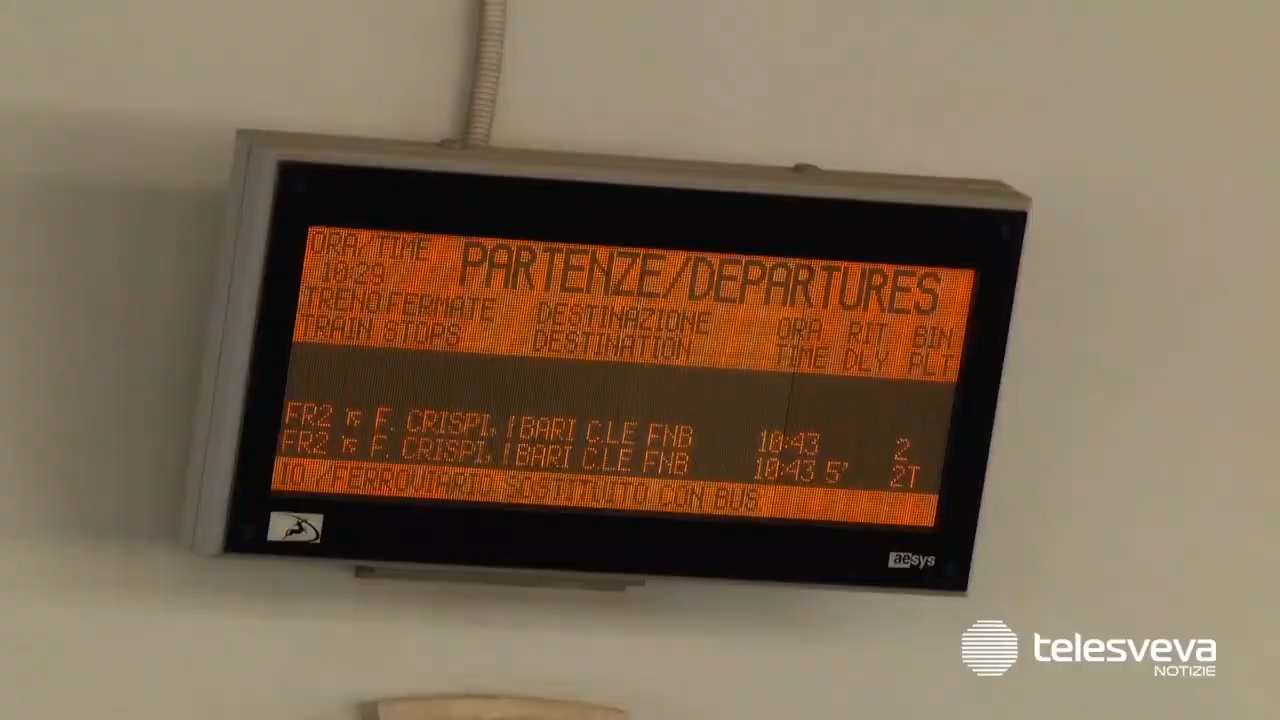 ORA/TIME
10:29
PARTENZE/DEPARTURES
TRENO/FERMATE DESTINAZIONE ORA RIT BIN
TRAIN STOPS DESTINATION TIME DLY PLT
FR2 F. CRISPI, BARI C.LE FNB 10:43 2
FR2 F. CRISPI, BARI C.LE FNB 10:43 5' 2T
IO FERROVIARIO SOSTITUITO CON BUS
aesys
telesveva
NOTIZIE